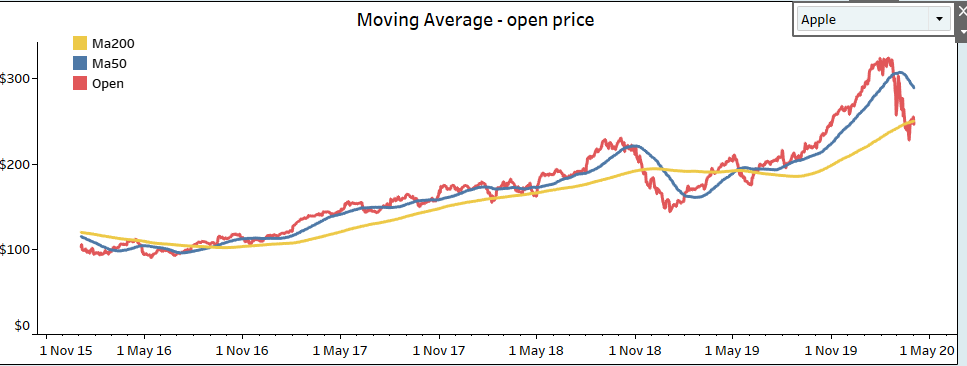 Moving Average - open price
Apple
Ma200
Ma50
Open
$300
$200
$100
$0
1 Nov 15 1 May 16 1 Nov 16 1 May 17 1 Nov 17 1 May 18 1 Nov 18 1 May 19 1 Nov 19 1 May 20